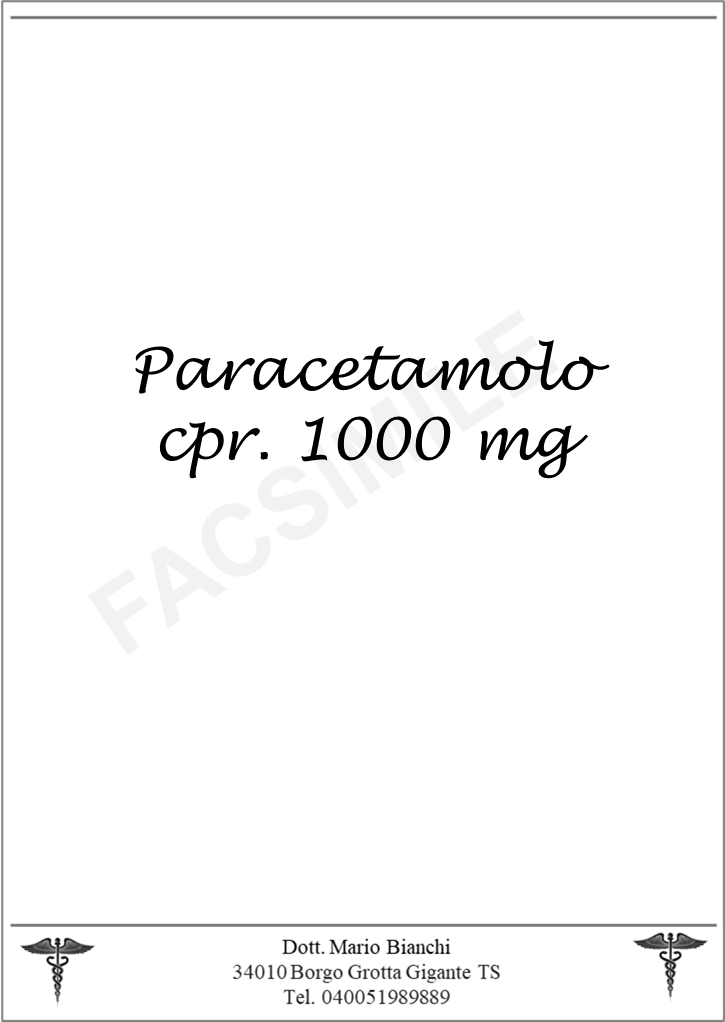 Paracetamolo
cpr. 1000 mg
FACSIMILE
Dott. Mario Bianchi
34010 Borgo Grotta Gigante TS
Tel. 040051989889